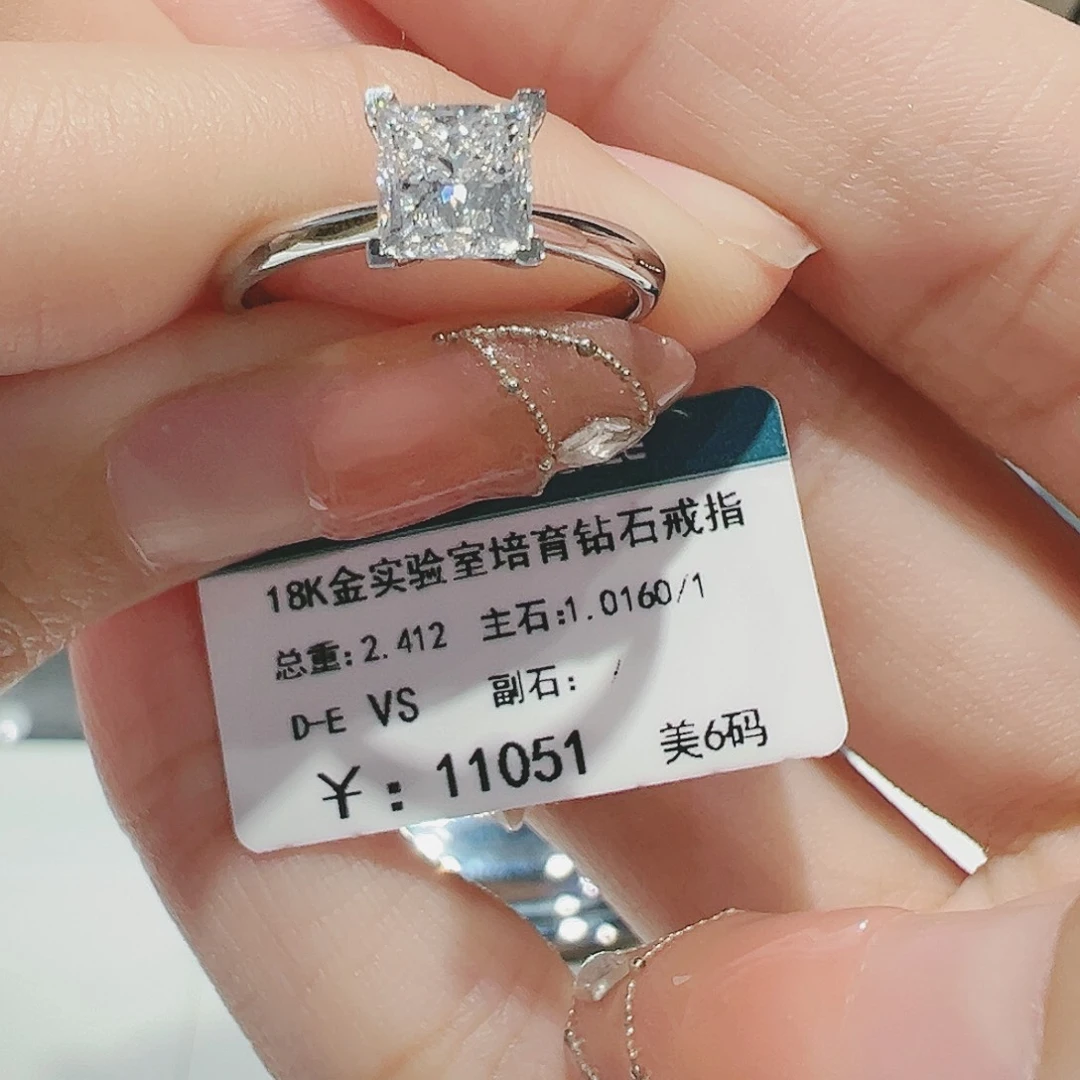 18K金实验室培育钻石戒指
总重:2.412 主石:1.0160/1
D-E VS 副石: /
¥: 11051 美6码